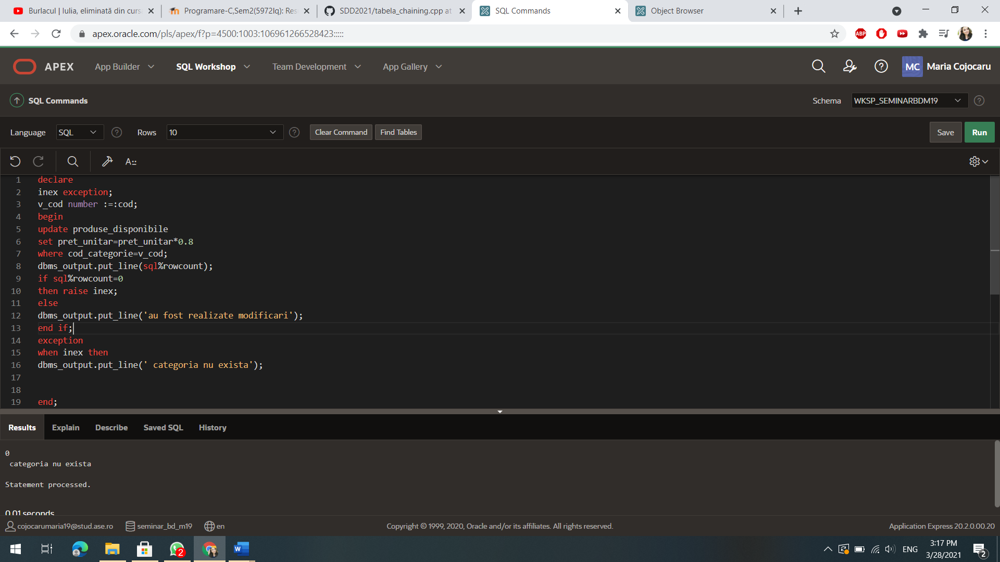 Burlacul | Iulia, eliminată din curs
Programare-C,Sem2(5972Iq): Res
SDD2021/tabela_chaining.cpp at
SQL Commands
Object Browser
apex.oracle.com/pls/apex/f?p=4500:1003:106961266528423:::::
ABP
APEX
App Builder
SQL Workshop
Team Development
App Gallery
MC
Maria Cojocaru
SQL Commands
Schema
WKSP_SEMINARBDM19
Language
SQL
Rows
10
Clear Command
Find Tables
Save
Run
A::
1 declare
2 inex exception;
3 v_cod number :=:cod;
4 begin
5 update produse_disponibile
6 set pret_unitar=pret_unitar*0.8
7 where cod_categorie=v_cod;
8 dbms_output.put_line(sql%rowcount);
9 if sql%rowcount=0
10 then raise inex;
11 else
12 dbms_output.put_line('au fost realizate modificari');
13 end if;
14 exception
15 when inex then
16 dbms_output.put_line(' categoria nu exista');
17
18
19 end;
Results
Explain
Describe
Saved SQL
History
0
categoria nu exista
Statement processed.
0.01 seconds
cojocarumaria19@stud.ase.ro
seminar_bd_m19
en
Copyright © 1999, 2020, Oracle and/or its affiliates. All rights reserved.
Application Express 20.2.0.00.20
2
W
ENG
3:17 PM
3/28/2021
2